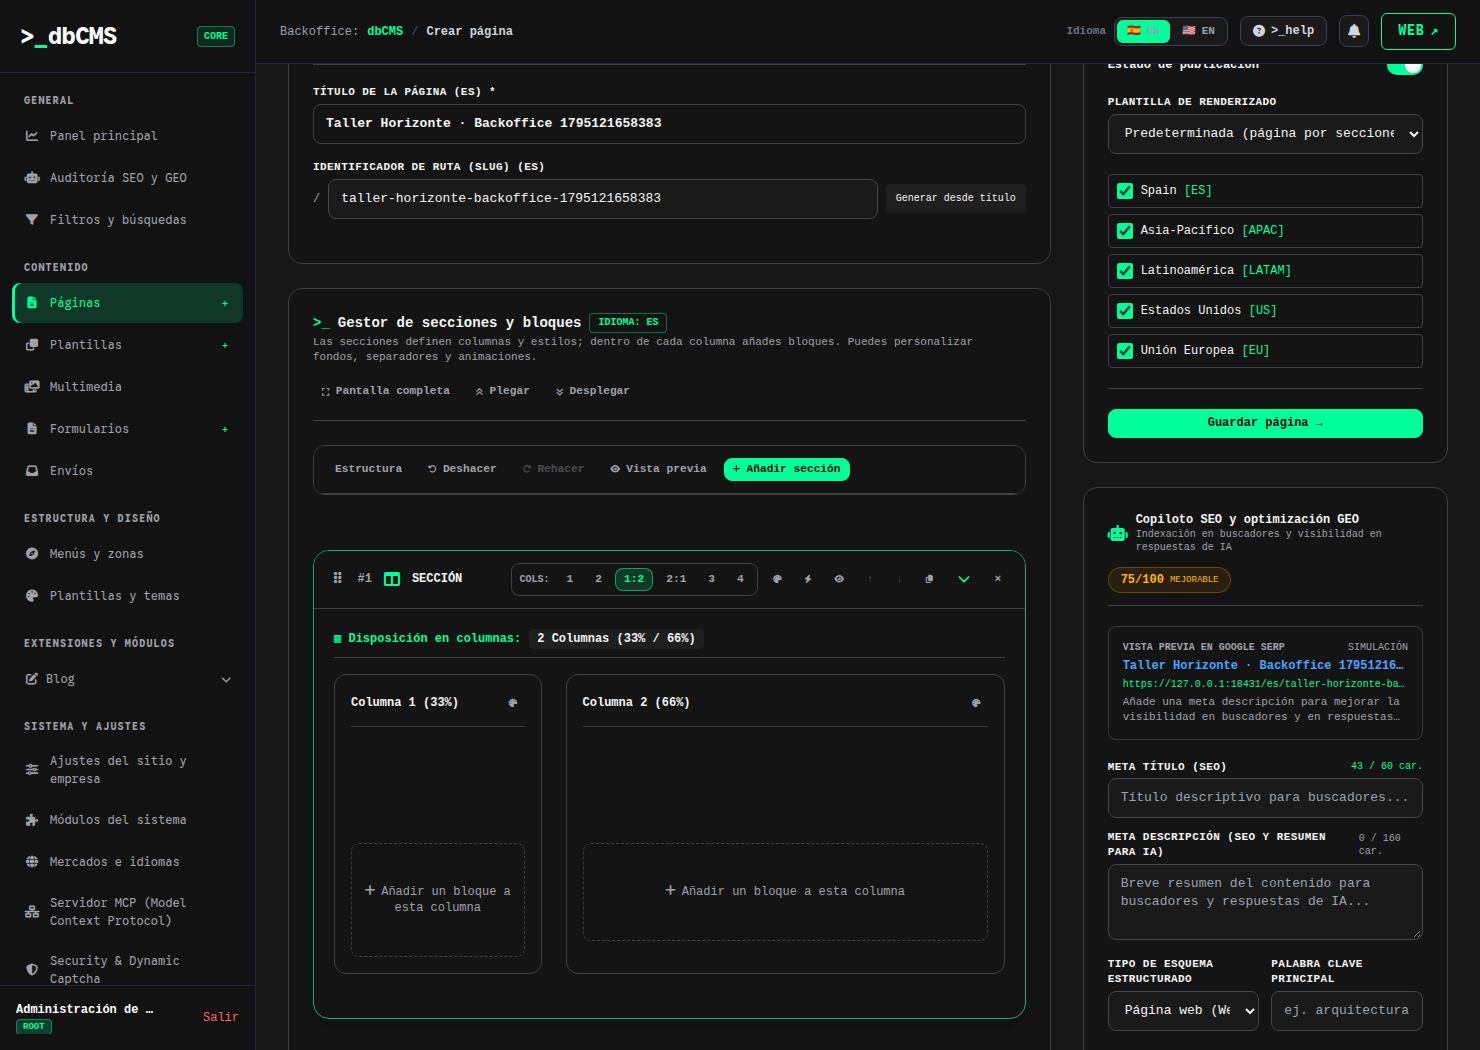 >_dbCMS
CORE
GENERAL
Panel principal
Auditoría SEO y GEO
Filtros y búsquedas
CONTENIDO
Páginas +
Plantillas +
Multimedia
Formularios +
Envíos
ESTRUCTURA Y DISEÑO
Menús y zonas
Plantillas y temas
EXTENSIONES Y MÓDULOS
Blog
SISTEMA Y AJUSTES
Ajustes del sitio y
empresa
Módulos del sistema
Mercados e idiomas
Servidor MCP (Model
Context Protocol)
Security & Dynamic
Captcha
Administración de …
ROOT
Salir
Backoffice: dbCMS / Crear página
Idioma
EN
>_help
WEB ↗
TÍTULO DE LA PÁGINA (ES) *
Taller Horizonte · Backoffice 1795121658383
IDENTIFICADOR DE RUTA (SLUG) (ES)
/ taller-horizonte-backoffice-1795121658383
Generar desde título
>_ Gestor de secciones y bloques IDIOMA: ES
Las secciones definen columnas y estilos; dentro de cada columna añades bloques. Puedes personalizar
fondos, separadores y animaciones.
Pantalla completa Plegar Desplegar
Estructura Deshacer Rehacer Vista previa + Añadir sección
#1 SECCIÓN COLS: 1 2 1:2 2:1 3 4 ↑ ↓ ×
Disposición en columnas: 2 Columnas (33% / 66%)
Columna 1 (33%)
+ Añadir un bloque a
esta columna
Columna 2 (66%)
+ Añadir un bloque a esta columna
Estado de publicación
PLANTILLA DE RENDERIZADO
Predeterminada (página por seccione
Spain [ES]
Asia-Pacífico [APAC]
Latinoamérica [LATAM]
Estados Unidos [US]
Unión Europea [EU]
Guardar página →
Copiloto SEO y optimización GEO
Indexación en buscadores y visibilidad en
respuestas de IA
75/100 MEJORABLE
VISTA PREVIA EN GOOGLE SERP SIMULACIÓN
Taller Horizonte · Backoffice 17951216…
https://127.0.0.1:18431/es/taller-horizonte-ba…
Añade una meta descripción para mejorar la
visibilidad en buscadores y en respuestas…
META TÍTULO (SEO) 43 / 60 car.
Título descriptivo para buscadores...
META DESCRIPCIÓN (SEO Y RESUMEN
PARA IA)
0 / 160
car.
Breve resumen del contenido para
buscadores y respuestas de IA...
TIPO DE ESQUEMA
ESTRUCTURADO
Página web (We
PALABRA CLAVE
PRINCIPAL
ej. arquitectura